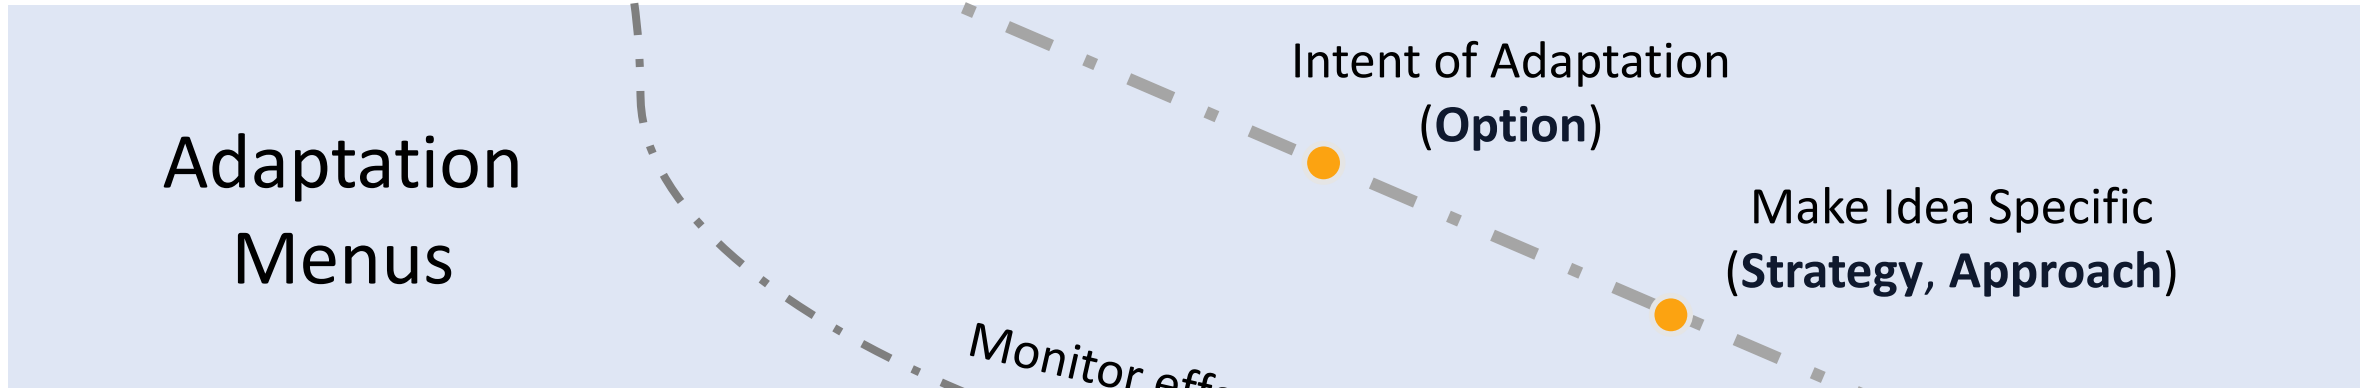 Intent of Adaptation
(Option)
Adaptation
Menus
Make Idea Specific
(Strategy, Approach)
Monitor